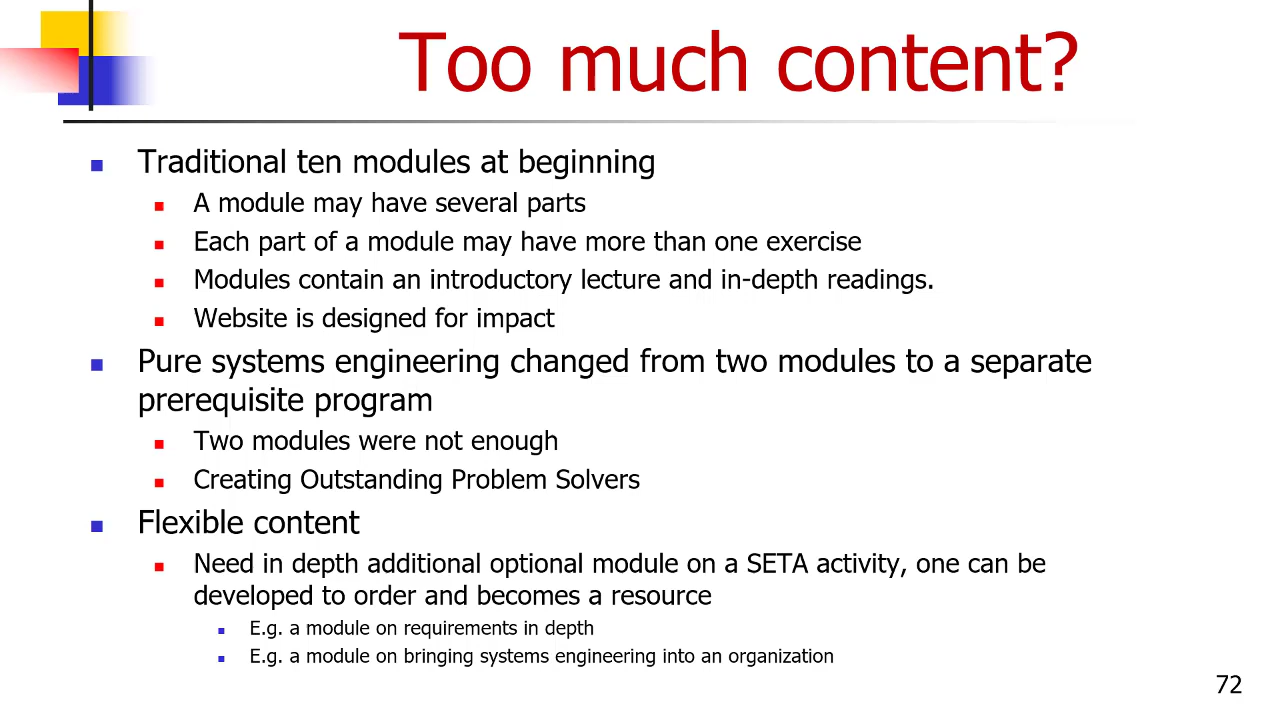 Too much content?
Traditional ten modules at beginning
A module may have several parts
Each part of a module may have more than one exercise
Modules contain an introductory lecture and in-depth readings.
Website is designed for impact
Pure systems engineering changed from two modules to a separate
prerequisite program
Two modules were not enough
Creating Outstanding Problem Solvers
Flexible content
Need in depth additional optional module on a SETA activity, one can be
developed to order and becomes a resource
E.g. a module on requirements in depth
E.g. a module on bringing systems engineering into an organization
72